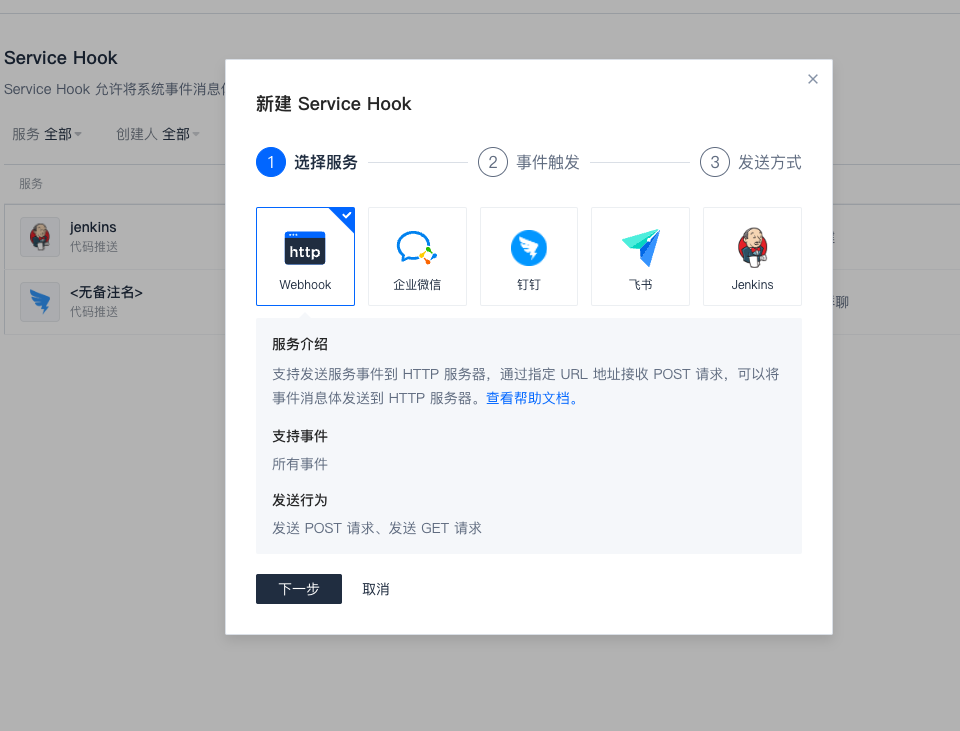 Service Hook
Service Hook 允许将系统事件消息
服务 全部 创建人 全部
服务
jenkins
代码推送
<无备注名>
代码推送
聊
新建 Service Hook
1 选择服务 2 事件触发 3 发送方式
http
Webhook 企业微信 钉钉 飞书 Jenkins
服务介绍
支持发送服务事件到 HTTP 服务器，通过指定 URL 地址接收 POST 请求，可以将
事件消息体发送到 HTTP 服务器。查看帮助文档。
支持事件
所有事件
发送行为
发送 POST 请求、发送 GET 请求
下一步 取消